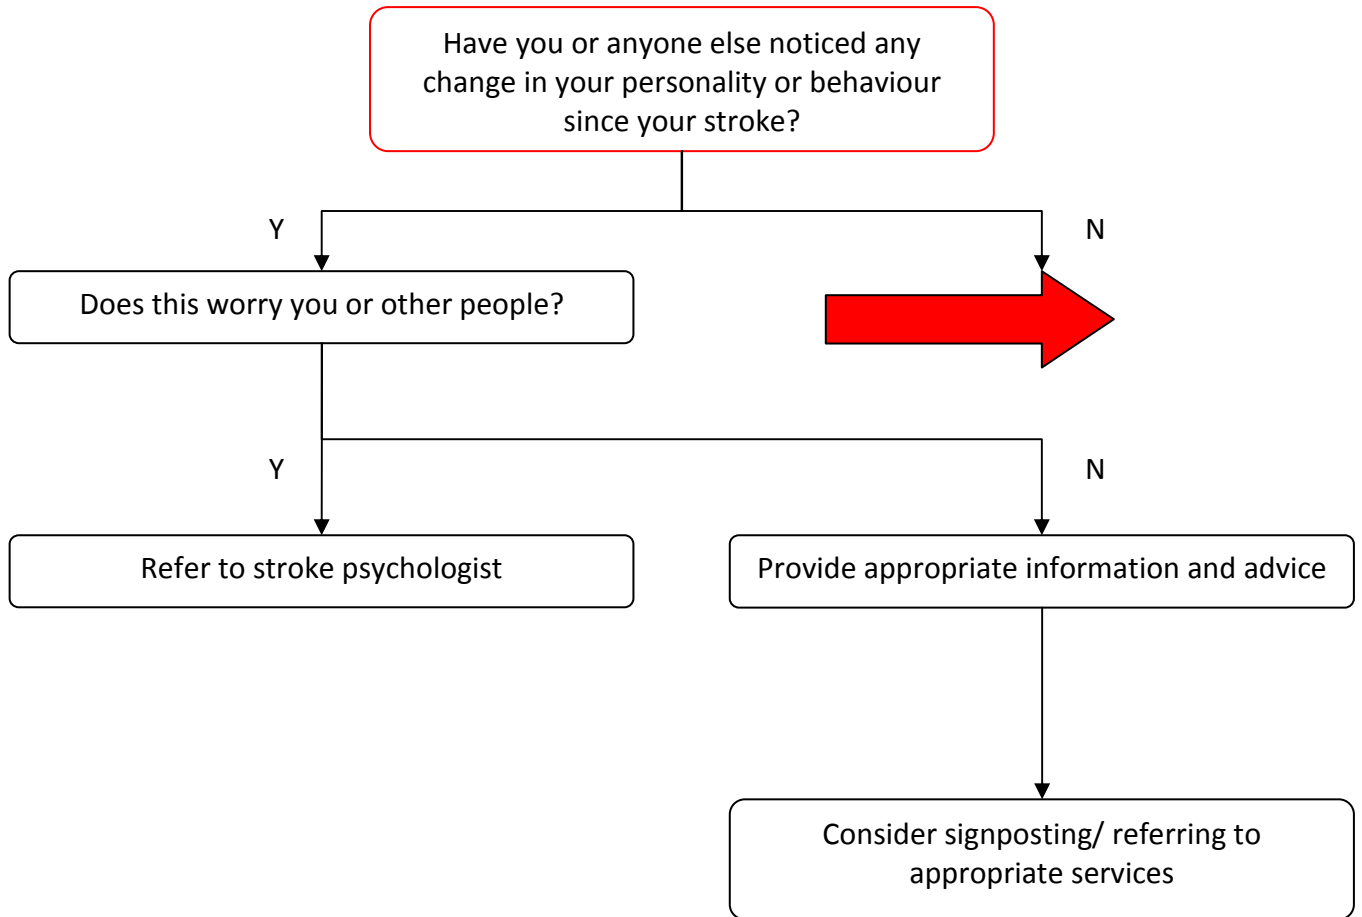 Have you or anyone else noticed any
change in your personality or behaviour
since your stroke?
Y
N
Does this worry you or other people?
Y
N
Refer to stroke psychologist
Provide appropriate information and advice
Consider signposting/ referring to
appropriate services